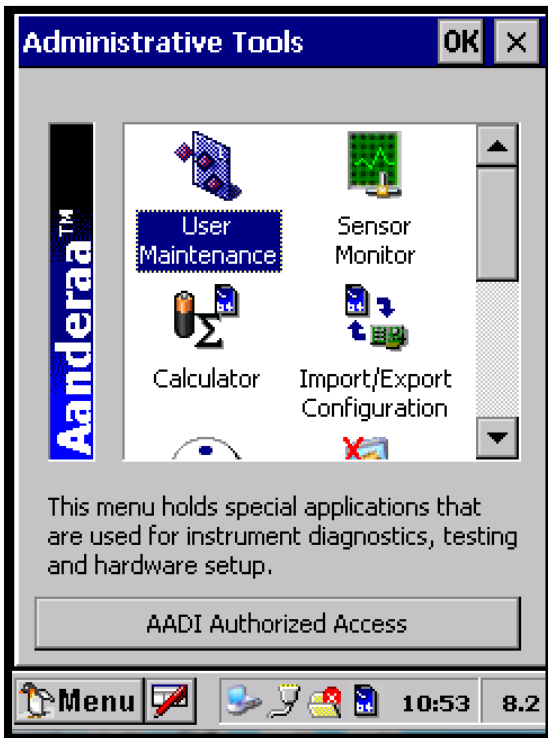 Administrative Tools
OK
Aanderaa™
User
Maintenance
Sensor
Monitor
Calculator
Import/Export
Configuration
This menu holds special applications that
are used for instrument diagnostics, testing
and hardware setup.
AADI Authorized Access
Menu
10:53
8.2